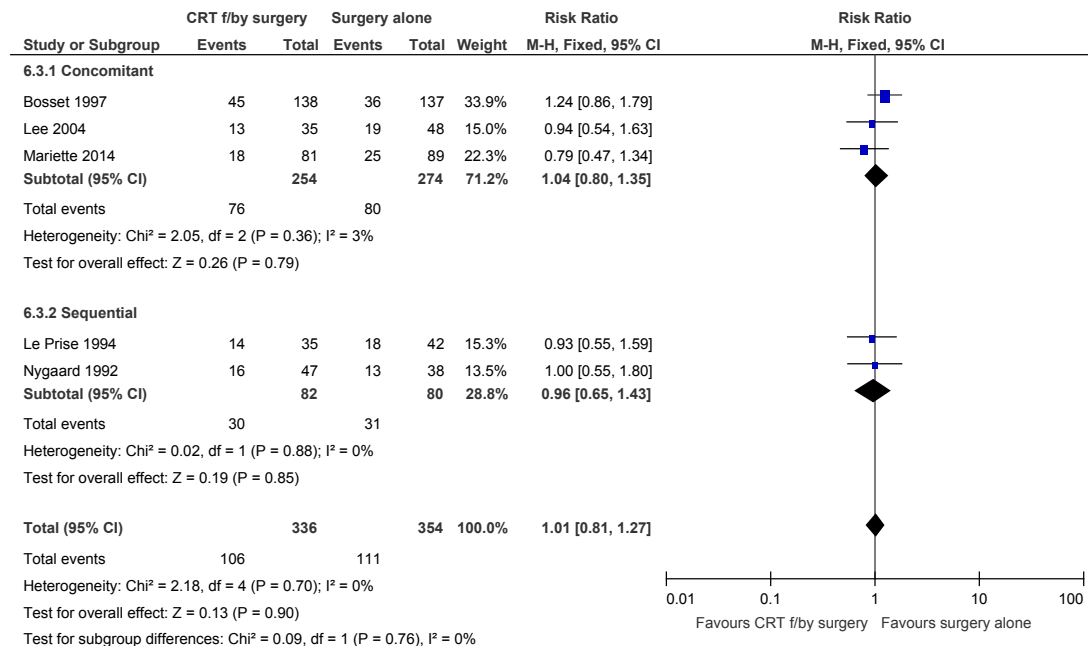 CRT f/by surgery Surgery alone Risk Ratio Risk Ratio
Study or Subgroup Events Total Events Total Weight M-H, Fixed, 95% CI M-H, Fixed, 95% CI
6.3.1 Concomitant
Bosset 1997 45 138 36 137 33.9% 1.24 [0.86, 1.79]
Lee 2004 13 35 19 48 15.0% 0.94 [0.54, 1.63]
Mariette 2014 18 81 25 89 22.3% 0.79 [0.47, 1.34]
Subtotal (95% CI) 254 274 71.2% 1.04 [0.80, 1.35]
Total events 76 80
Heterogeneity: Chi² = 2.05, df = 2 (P = 0.36); I² = 3%
Test for overall effect: Z = 0.26 (P = 0.79)
6.3.2 Sequential
Le Prise 1994 14 35 18 42 15.3% 0.93 [0.55, 1.59]
Nygaard 1992 16 47 13 38 13.5% 1.00 [0.55, 1.80]
Subtotal (95% CI) 82 80 28.8% 0.96 [0.65, 1.43]
Total events 30 31
Heterogeneity: Chi² = 0.02, df = 1 (P = 0.88); I² = 0%
Test for overall effect: Z = 0.19 (P = 0.85)
Total (95% CI) 336 354 100.0% 1.01 [0.81, 1.27]
Total events 106 111
Heterogeneity: Chi² = 2.18, df = 4 (P = 0.70); I² = 0%
Test for overall effect: Z = 0.13 (P = 0.90)
Test for subgroup differences: Chi² = 0.09, df = 1 (P = 0.76), I² = 0%
0.01 0.1 1 10 100
Favours CRT f/by surgery Favours surgery alone